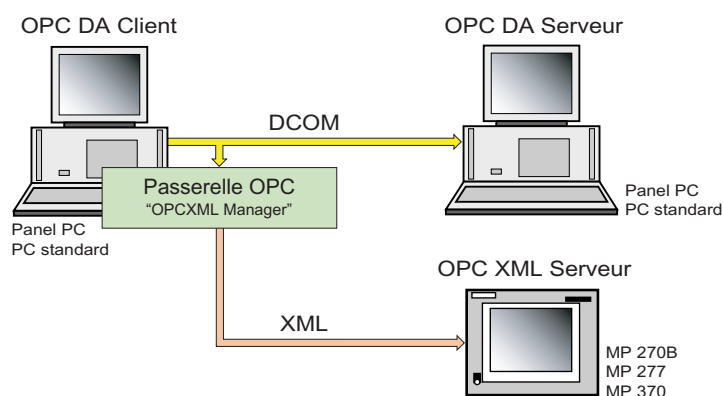 OPC DA Client
OPC DA Serveur
DCOM
Passerelle OPC
“OPCXML Manager”
Panel PC
PC standard
Panel PC
PC standard
OPC XML Serveur
XML
MP 270B
MP 277
MP 370